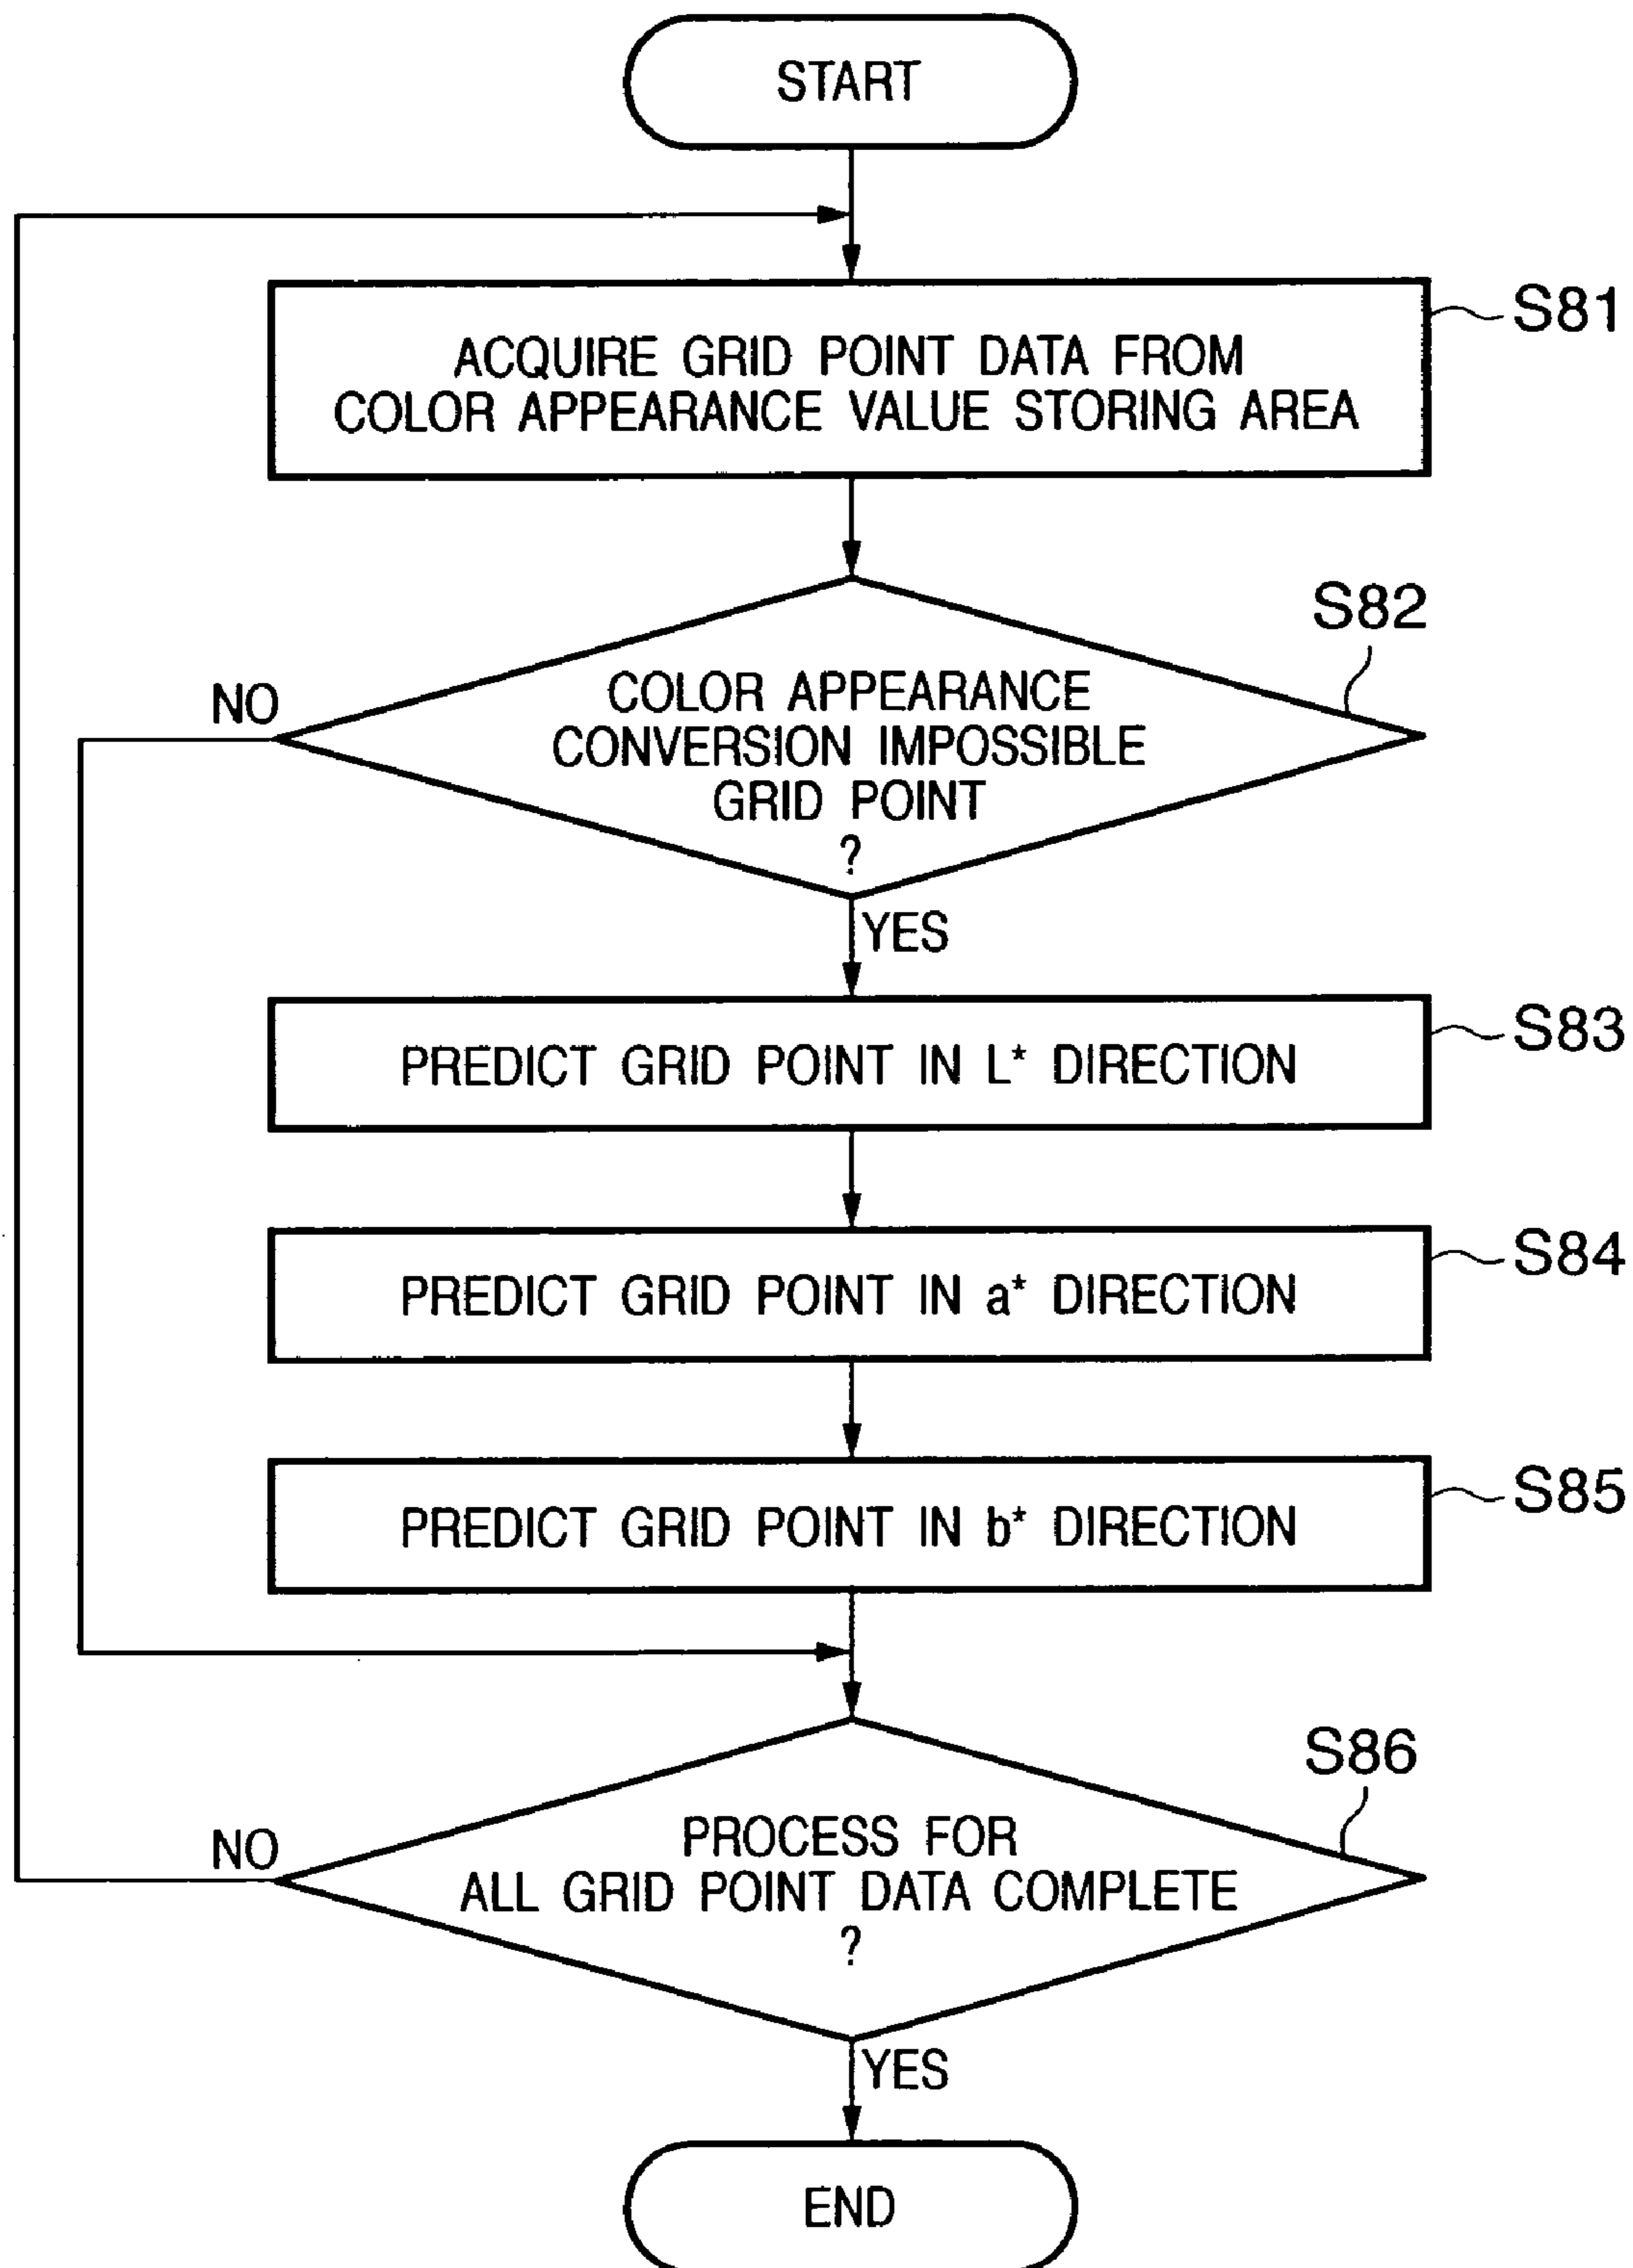 START
ACQUIRE GRID POINT DATA FROM
COLOR APPEARANCE VALUE STORING AREA
S81
S82
COLOR APPEARANCE
CONVERSION IMPOSSIBLE
GRID POINT
?
NO
YES
PREDICT GRID POINT IN L* DIRECTION
S83
PREDICT GRID POINT IN a* DIRECTION
S84
PREDICT GRID POINT IN b* DIRECTION
S85
S86
PROCESS FOR
ALL GRID POINT DATA COMPLETE
?
NO
YES
END